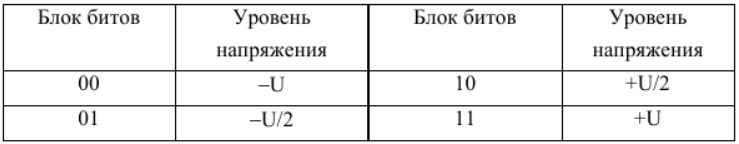 Блок битов Уровень напряжения Блок битов Уровень напряжения
00 –U 10 +U/2
01 –U/2 11 +U